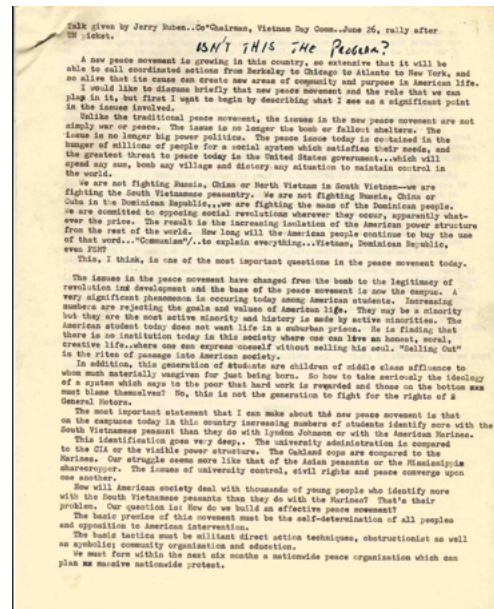 Talk given by Jerry Ruben..Co"Chairman, Vietnam Day Comm..June 26, rally after
UN picket.
ISN'T THIS THE PROGRAM?
A new peace movement is growing in this country, so extensive that it will be
able to call coordinated actions from Berkeley to Chicago to Atlanto to New York, and
so alive that its cause can create new areas of community and purpose in American life.
I would like to discuss briefly that new peace movement and the role that we can
play in it, but first I want to begin by describing what I see as a significant point
in the issues involved.
Unlike the traditional peace movement, the issues in the new peace movement are not
simply war or peace. The issue is no longer the bomb or fallout shelters. The
issue is no longer big power politics. The peace issue today is contained in the
hunger of millions of people for a social system which satisfies their needs, and
the greatest threat to peace today is the United States government...which will
spend any sum, bomb any village and distory any situation to maintain control in
the world.
We are not fighting Russia, China or North Vietnam in South Vietnam--we are
fighting the South Vietnamese peasantry. We are not fighting Russia, China or
Cuba in the Dominican Republic,..we are fighting the mass of the Dominican people.
We are committed to opposing social revolutions wherever they occur, apparently what-
ever the price. The result is the increasing isolation of the American power structure
from the rest of the world. How long will the American people continue to buy the use
of that word..."Communism"/..to explain everything...Vietnam, Dominican Republic,
even FSM?
This, I think, is one of the most important questions in the peace movement today.
The issues in the peace movement have changed from the bomb to the legitimacy of
revolution and development and the base of the peace movement is now the campus. A
very significant phenomenon is occuring today among American students. Increasing
numbers are rejecting the goals and values of American life. They may be a minority
but they are the most active minority and history is made by active minorities. The
American student today does not want life in a suburban prison. He is finding that
there is no institution today in this society where one can live an honest, moral,
creative life..where one can express oneself without selling his soul. "Selling Out"
is the rites of passage into American society.
In addition, this generation of students are children of middle class affluence to
whom much materially wasgiven for just being born. So how to take seriously the ideology
of a system which says to the poor that hard work is rewarded and those on the bottom xxx
must blame themselves? No, this is not the generation to fight for the rights of
General Motors.
The most important statement that I can make about the new peace movement is that
on the campuses today in this country increasing numbers of students identify more with the
South Vietnamese peasant than they do with Lyndon Johnson or with the American Marines.
This identification goes very deep,. The university administration is compared
to the CIA or the visible power structure. The Oakland cops are compared to the
Marines. Our struggle seems more like that of the Asian peasants or the Mississippi
sharecropper. The issues of university control, civil rights and peace converge upon
one another.
How will American society deal with thousands of young people who identify more
with the South Vietnamese peasants than they do with the Marines? That's their
problem. Our question is: How do we build an effective peace movement?
The basic premise of this movement must be the self-determination of all peoples
and opposition to American intervention.
The basic tactics must be militant direct action techniques, obstructionist as well
as symbolic; community organization and education.
We must form within the next six months a nationwide peace organization which can
plan xx massive nationwide protest.